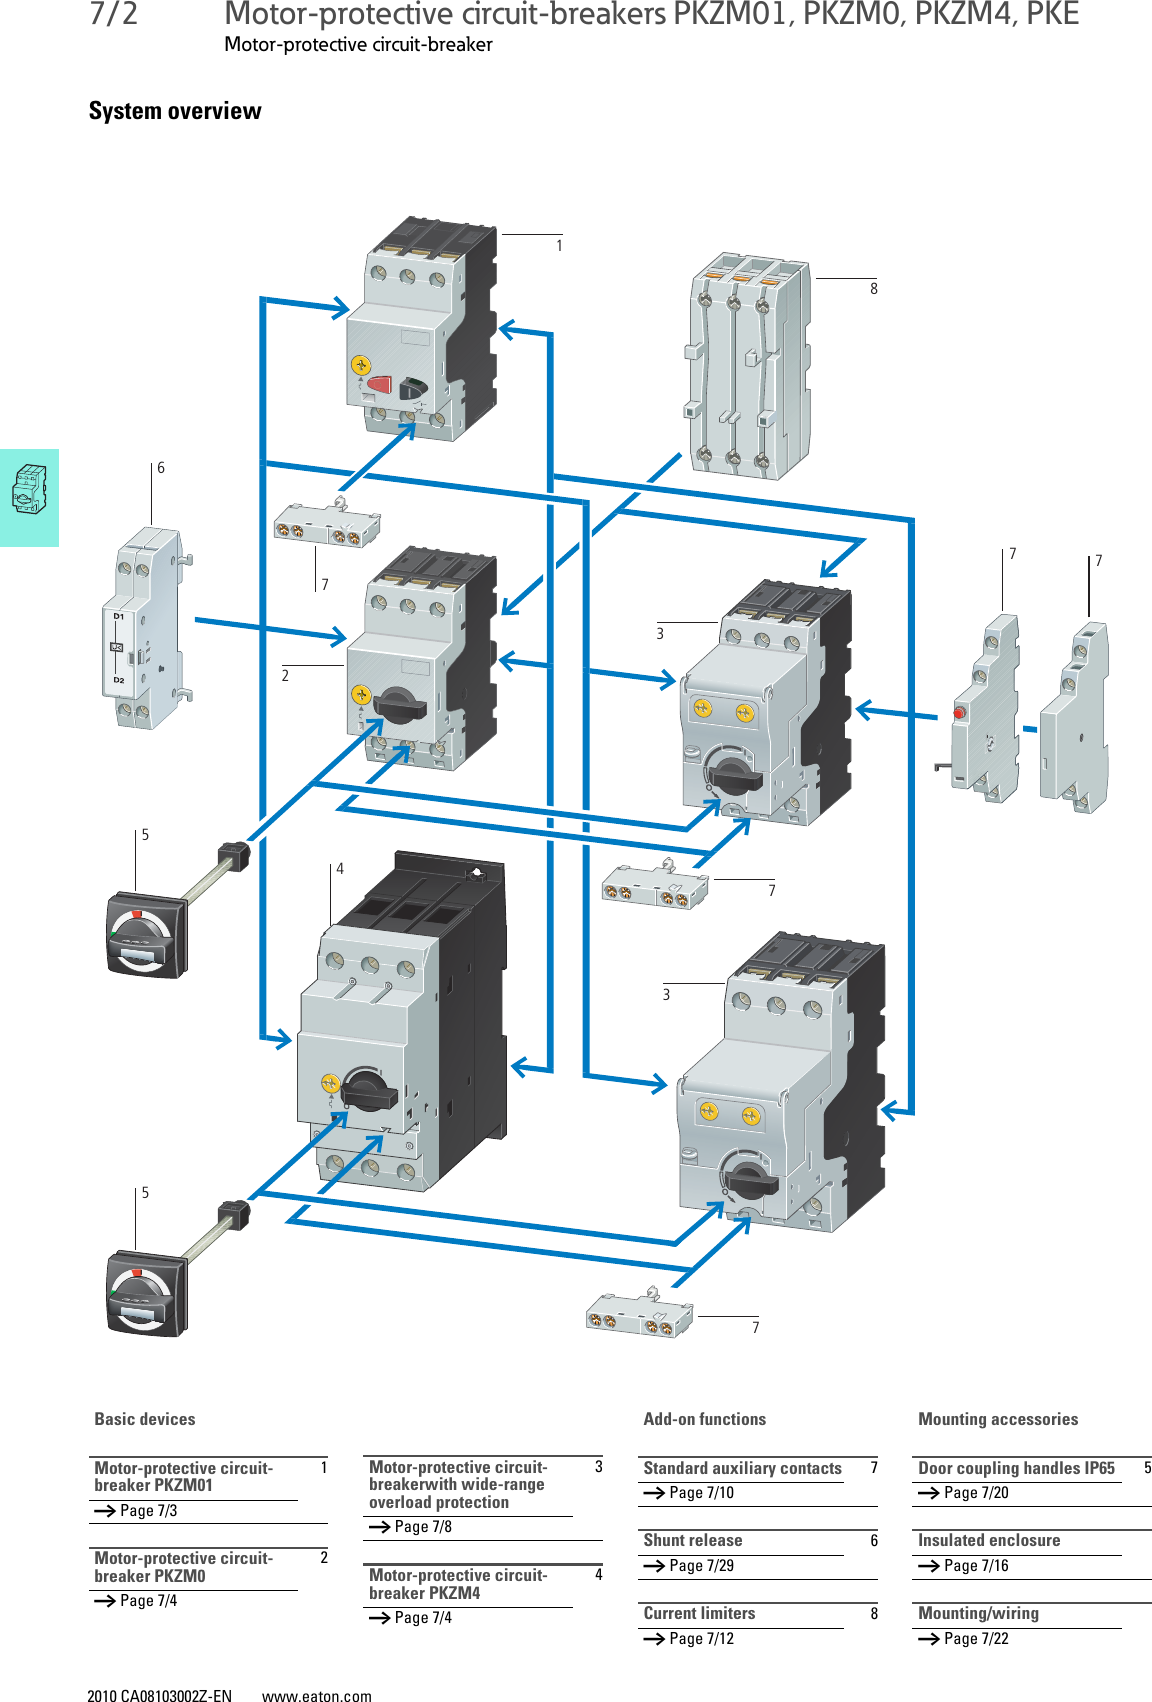 7/2 Motor-protective circuit-breakers PKZM01, PKZM0, PKZM4, PKE
Motor-protective circuit-breaker
System overview
1
8
6
7
7
7
3
2
D1
D2
5
4
7
3
5
7
Basic devices
Motor-protective circuit- 1
breaker PKZM01
→ Page 7/3
Motor-protective circuit- 2
breaker PKZM0
→ Page 7/4
Motor-protective circuit- 3
breakerwith wide-range
overload protection
→ Page 7/8
Motor-protective circuit- 4
breaker PKZM4
→ Page 7/4
Add-on functions
Standard auxiliary contacts 7
→ Page 7/10
Shunt release 6
→ Page 7/29
Current limiters 8
→ Page 7/12
Mounting accessories
Door coupling handles IP65 5
→ Page 7/20
Insulated enclosure
→ Page 7/16
Mounting/wiring
→ Page 7/22
2010 CA08103002Z-EN www.eaton.com